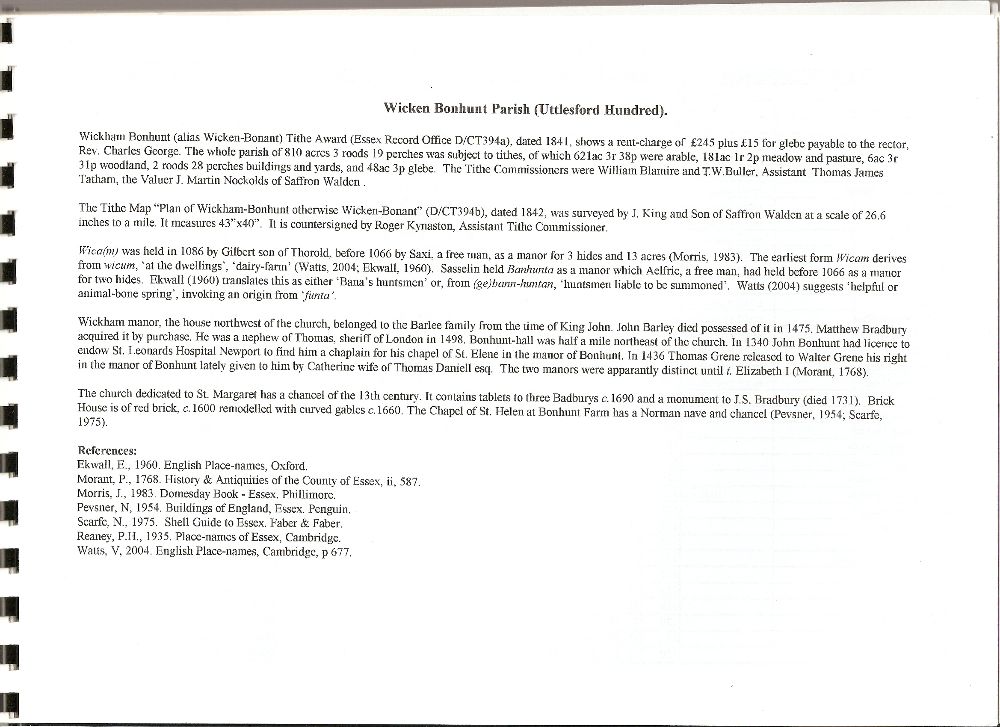 Wicken Bonhunt Parish (Uttlesford Hundred).
Wickham Bonhunt (alias Wicken-Bonant) Tithe Award (Essex Record Office D/CT394a), dated 1841, shows a rent-charge of £245 plus £15 for glebe payable to the rector,
Rev. Charles George. The whole parish of 810 acres 3 roods 19 perches was subject to tithes, of which 621ac 3r 38p were arable, 181ac 1r 2p meadow and pasture, 6ac 3r
31p woodland, 2 roods 28 perches buildings and yards, and 48ac 3p glebe. The Tithe Commissioners were William Blamire and T.W.Buller, Assistant Thomas James
Tatham, the Valuer J. Martin Nockolds of Saffron Walden .
The Tithe Map “Plan of Wickham-Bonhunt otherwise Wicken-Bonant” (D/CT394b), dated 1842, was surveyed by J. King and Son of Saffron Walden at a scale of 26.6
inches to a mile. It measures 43”x40”. It is countersigned by Roger Kynaston, Assistant Tithe Commissioner.
Wica(m) was held in 1086 by Gilbert son of Thorold, before 1066 by Saxi, a free man, as a manor for 3 hides and 13 acres (Morris, 1983). The earliest form Wicam derives
from wicum, ‘at the dwellings’, ‘dairy-farm’ (Watts, 2004; Ekwall, 1960). Sasselin held Banhunta as a manor which Aelfric, a free man, had held before 1066 as a manor
for two hides. Ekwall (1960) translates this as either ‘Bana’s huntsmen’ or, from (ge)bann-huntan, ‘huntsmen liable to be summoned’. Watts (2004) suggests ‘helpful or
animal-bone spring’, invoking an origin from ‘funta’.
Wickham manor, the house northwest of the church, belonged to the Barlee family from the time of King John. John Barley died possessed of it in 1475. Matthew Bradbury
acquired it by purchase. He was a nephew of Thomas, sheriff of London in 1498. Bonhunt-hall was half a mile northeast of the church. In 1340 John Bonhunt had licence to
endow St. Leonards Hospital Newport to find him a chaplain for his chapel of St. Elene in the manor of Bonhunt. In 1436 Thomas Grene released to Walter Grene his right
in the manor of Bonhunt lately given to him by Catherine wife of Thomas Daniell esq. The two manors were apparantly distinct until t. Elizabeth I (Morant, 1768).
The church dedicated to St. Margaret has a chancel of the 13th century. It contains tablets to three Badburys c. 1690 and a monument to J.S. Bradbury (died 1731). Brick
House is of red brick, c. 1600 remodelled with curved gables c. 1660. The Chapel of St. Helen at Bonhunt Farm has a Norman nave and chancel (Pevsner, 1954; Scarfe,
1975).
References:
Ekwall, E., 1960. English Place-names, Oxford.
Morant, P., 1768. History & Antiquities of the County of Essex, ii, 587.
Morris, J., 1983. Domesday Book - Essex. Phillimore.
Pevsner, N, 1954. Buildings of England, Essex. Penguin.
Scarfe, N., 1975. Shell Guide to Essex. Faber & Faber.
Reaney, P.H., 1935. Place-names of Essex, Cambridge.
Watts, V, 2004. English Place-names, Cambridge, p 677.